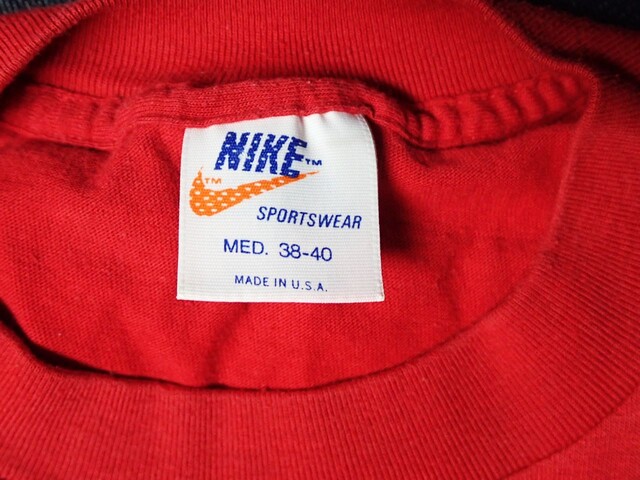 NIKE™
™
SPORTSWEAR
MED. 38-40
MADE IN U.S.A.